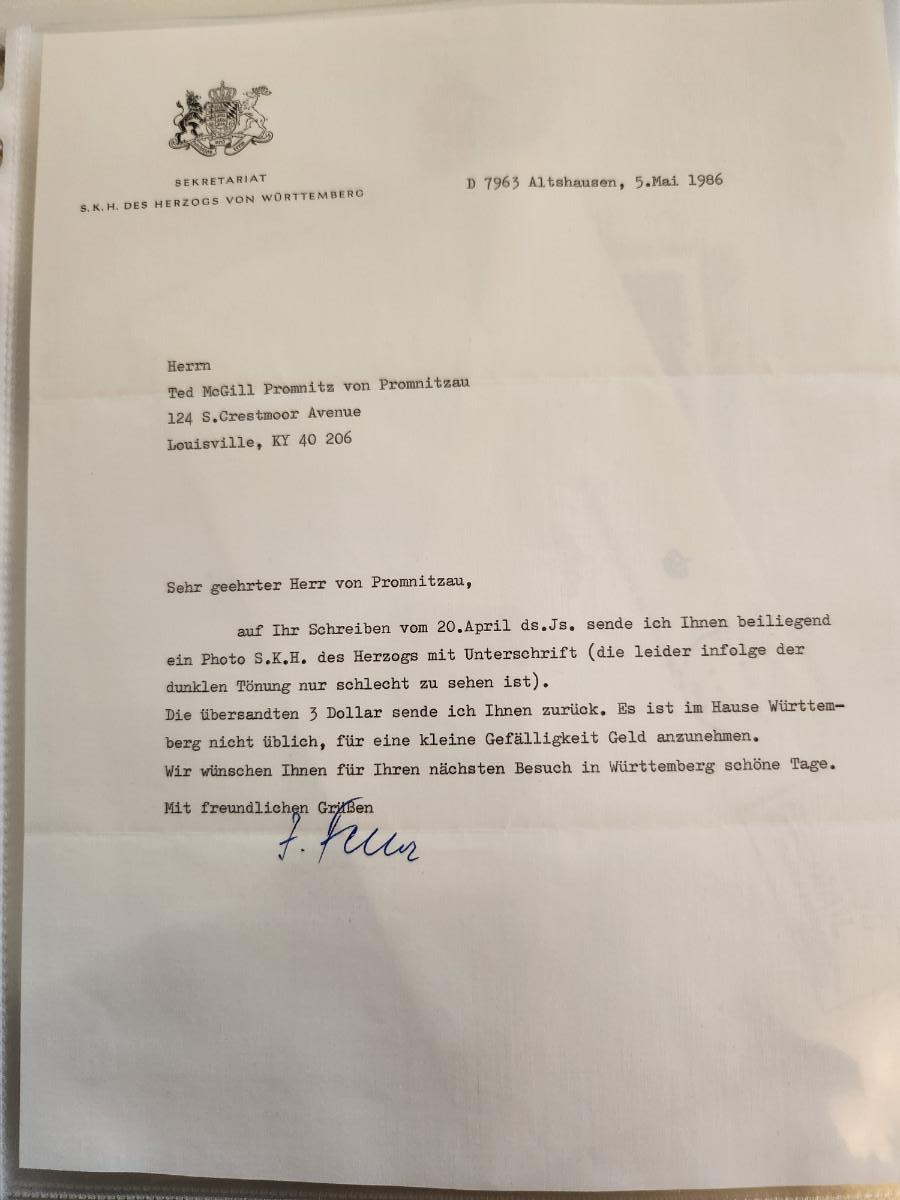 SEKRETARIAT
S. K. H. DES HERZOGS VON WÜRTTEMBERG
D 7963 Altshausen, 5.Mai 1986
Herrn
Ted McGill Promnitz von Promnitzau
124 S.Crestmoor Avenue
Louisville, KY 40 206
Sehr geehrter Herr von Promnitzau,
auf Ihr Schreiben vom 20.April ds.Js. sende ich Ihnen beiliegend
ein Photo S.K.H. des Herzogs mit Unterschrift (die leider infolge der
dunklen Tönung nur schlecht zu sehen ist).
Die übersandten 3 Dollar sende ich Ihnen zurück. Es ist im Hause Württem-
berg nicht üblich, für eine kleine Gefälligkeit Geld anzunehmen.
Wir wünschen Ihnen für Ihren nächsten Besuch in Württemberg schöne Tage.
Mit freundlichen Grüßen